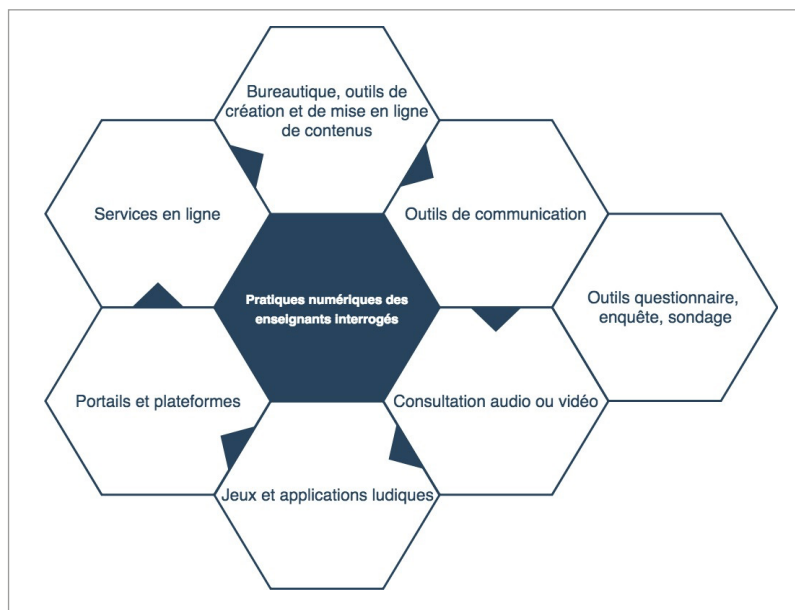 Bureautique, outils de
création et de mise en ligne
de contenus
Services en ligne
Outils de communication
Pratiques numériques des
enseignants interrogés
Outils questionnaire,
enquête, sondage
Portails et plateformes
Consultation audio ou vidéo
Jeux et applications ludiques